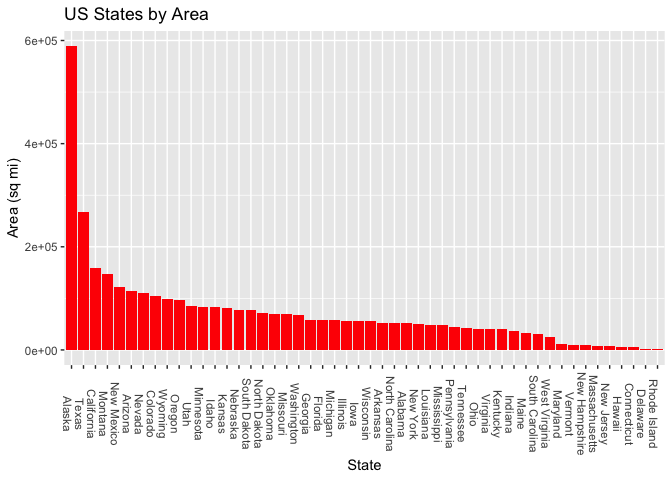 US States by Area
6e+05
4e+05
2e+05
0e+00
Area (sq mi)
Alaska
Texas
California
Montana
New Mexico
Arizona
Nevada
Colorado
Wyoming
Oregon
Utah
Minnesota
Idaho
Kansas
Nebraska
South Dakota
North Dakota
Oklahoma
Missouri
Washington
Georgia
Florida
Michigan
Illinois
Iowa
Wisconsin
Arkansas
North Carolina
Alabama
New York
Louisiana
Mississippi
Pennsylvania
Tennessee
Ohio
Virginia
Kentucky
Indiana
Maine
South Carolina
West Virginia
Maryland
Vermont
New Hampshire
Massachusetts
New Jersey
Hawaii
Connecticut
Delaware
Rhode Island
State